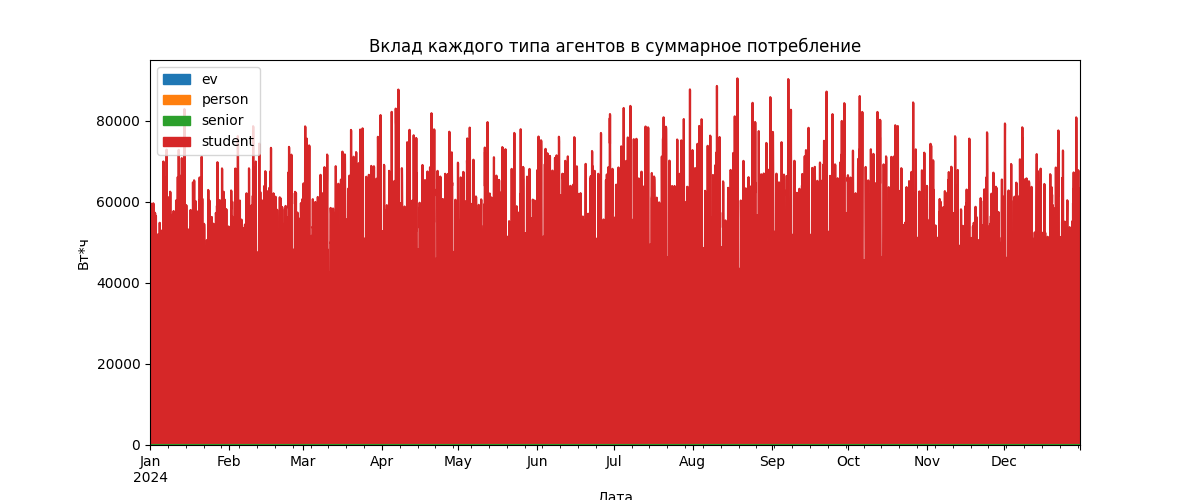 Вклад каждого типа агентов в суммарное потребление
ev
person
senior
student
Вт*ч
80000
60000
40000
20000
0
Jan Feb Mar Apr May Jun Jul Aug Sep Oct Nov Dec
2024
Дата